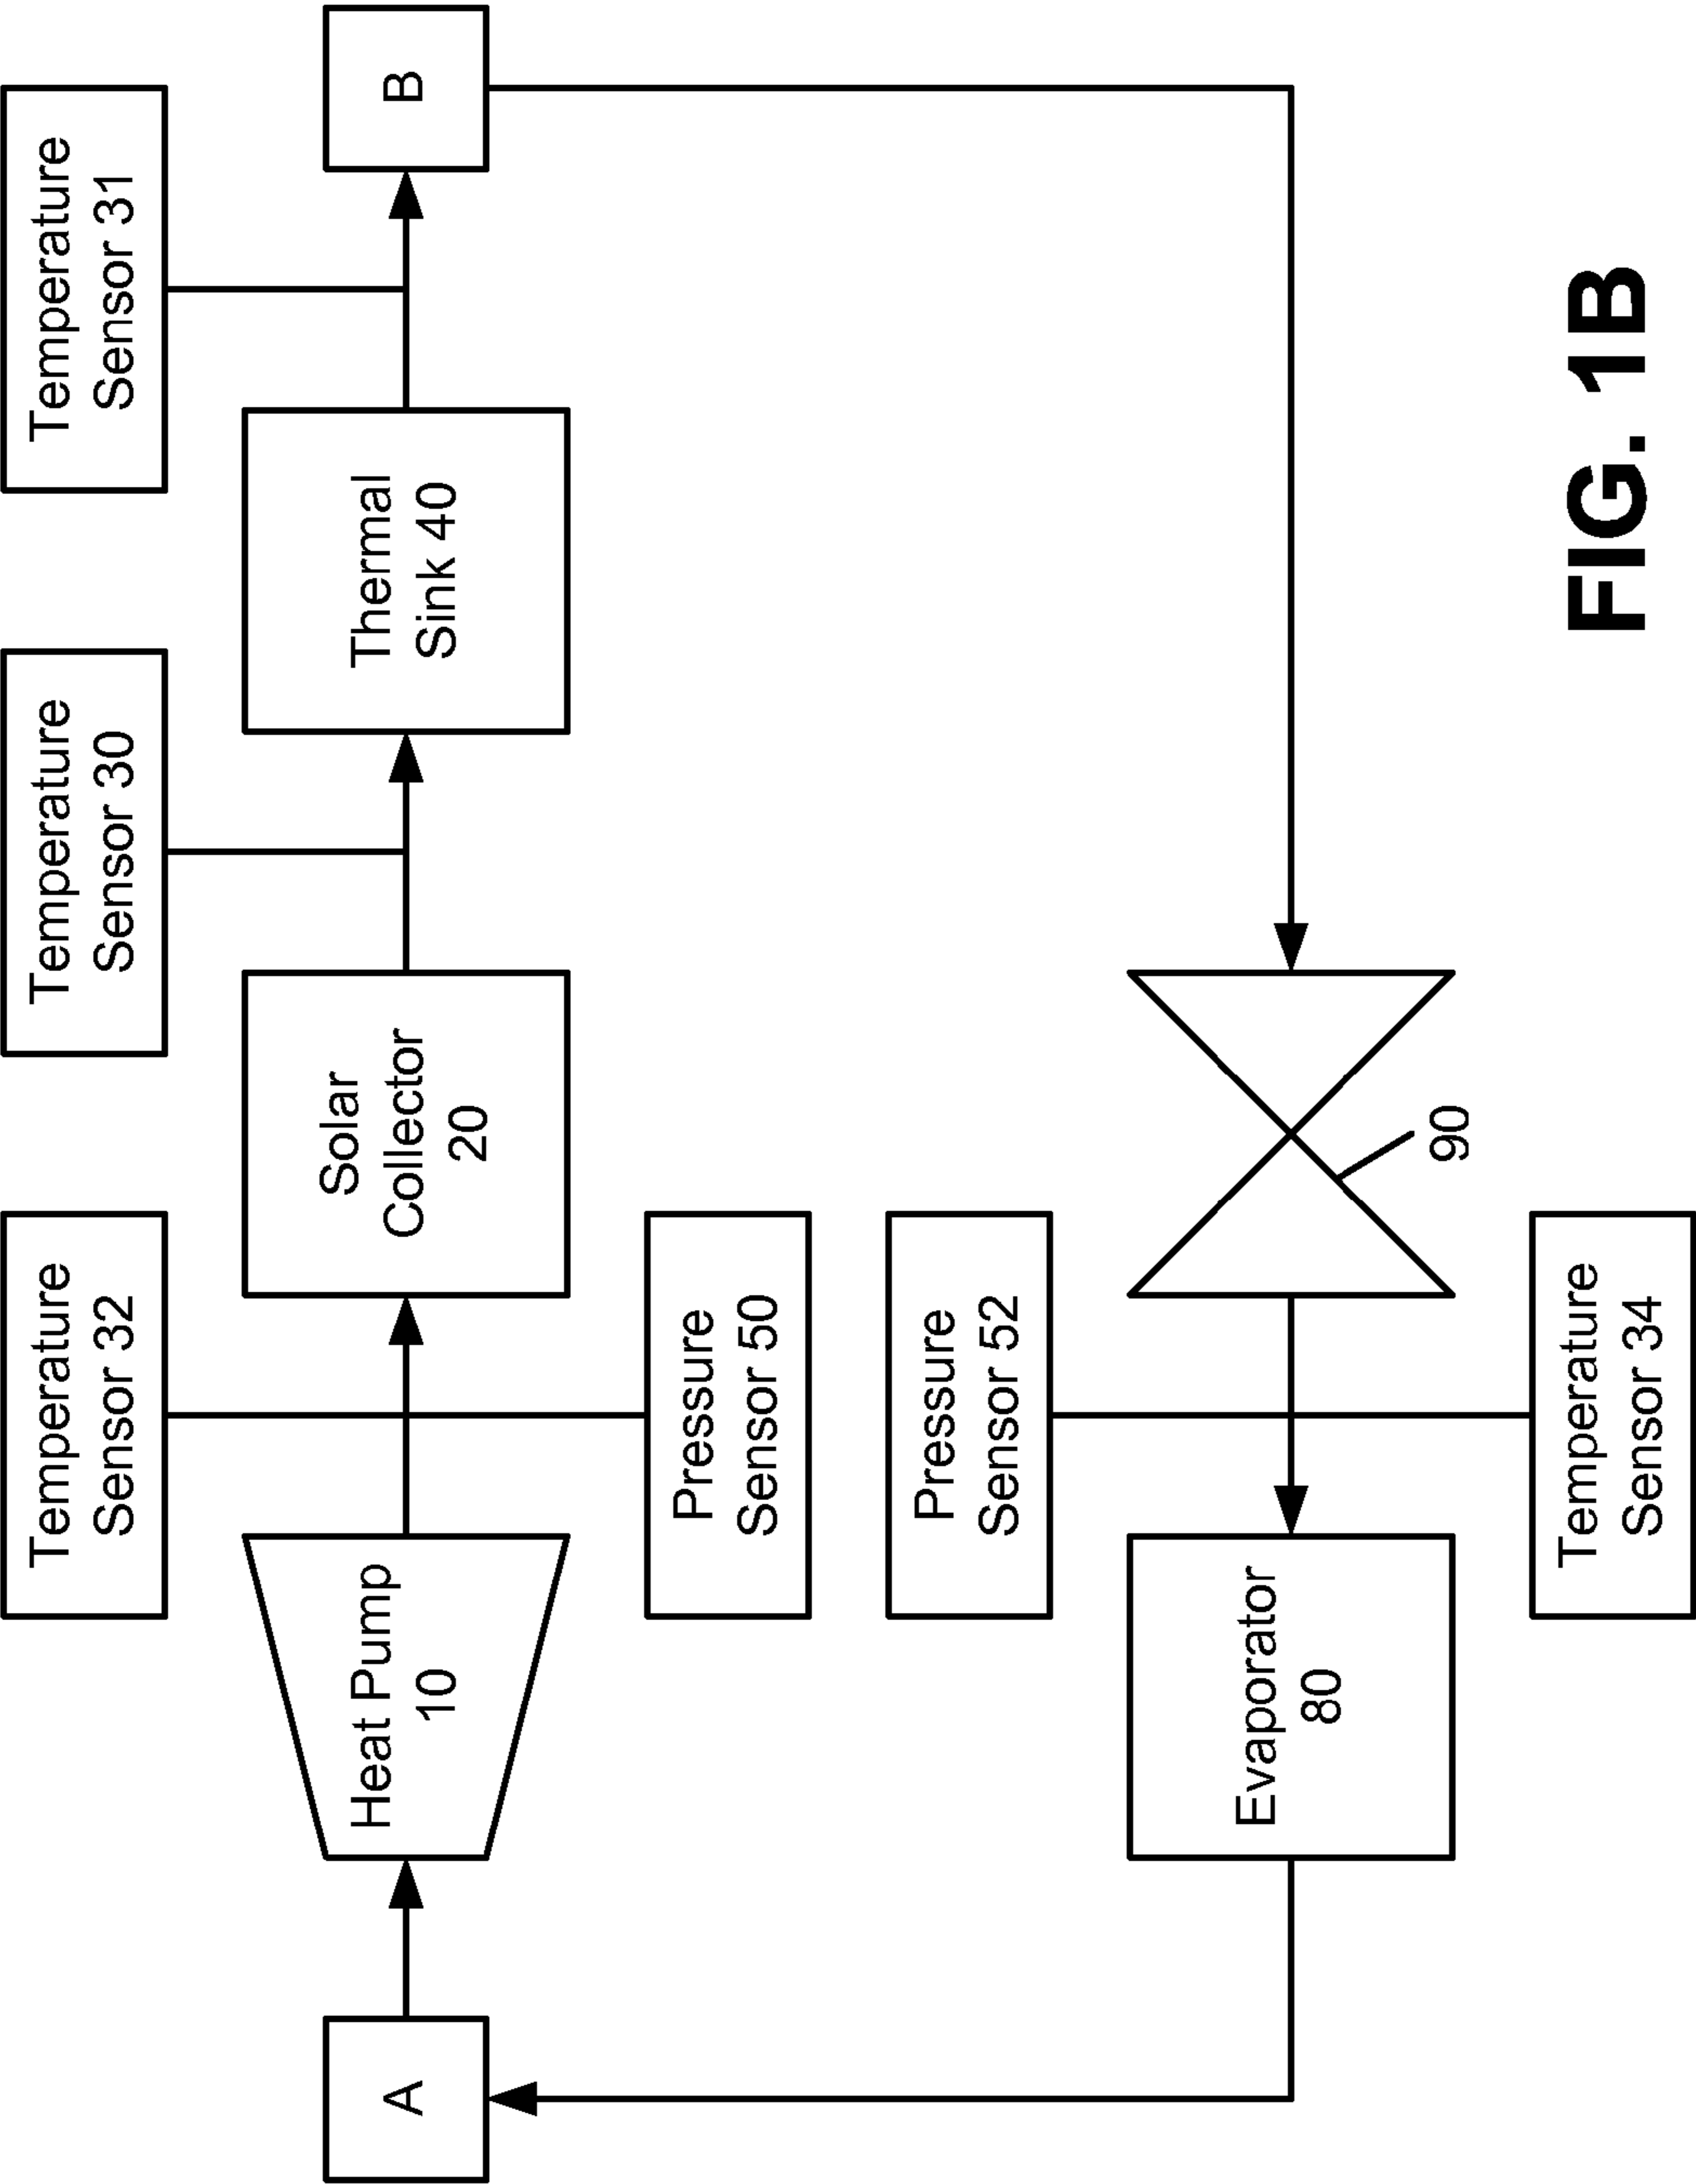 Temperature
Sensor 32
Temperature
Sensor 30
Temperature
Sensor 31
A
Heat Pump
10
Solar
Collector
20
Thermal
Sink 40
B
Pressure
Sensor 50
Pressure
Sensor 52
Evaporator
80
90
Temperature
Sensor 34
FIG. 1B